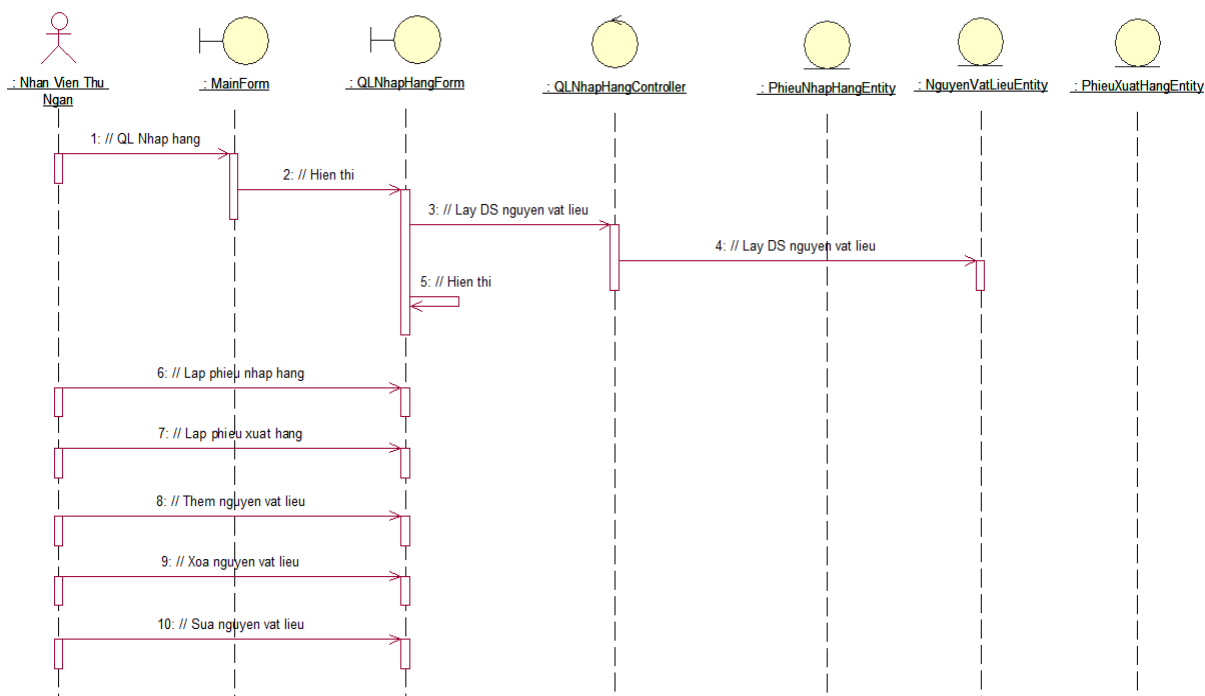 : Nhan Vien Thu
Ngan
: MainForm
: QLNhapHangForm
: QLNhapHangController
: PhieuNhapHangEntity
: NguyenVatLieuEntity
: PhieuXuatHangEntity
1: // QL Nhap hang
2: // Hien thi
3: // Lay DS nguyen vat lieu
4: // Lay DS nguyen vat lieu
5: // Hien thi
6: // Lap phieu nhap hang
7: // Lap phieu xuat hang
8: // Them nguyen vat lieu
9: // Xoa nguyen vat lieu
10: // Sua nguyen vat lieu